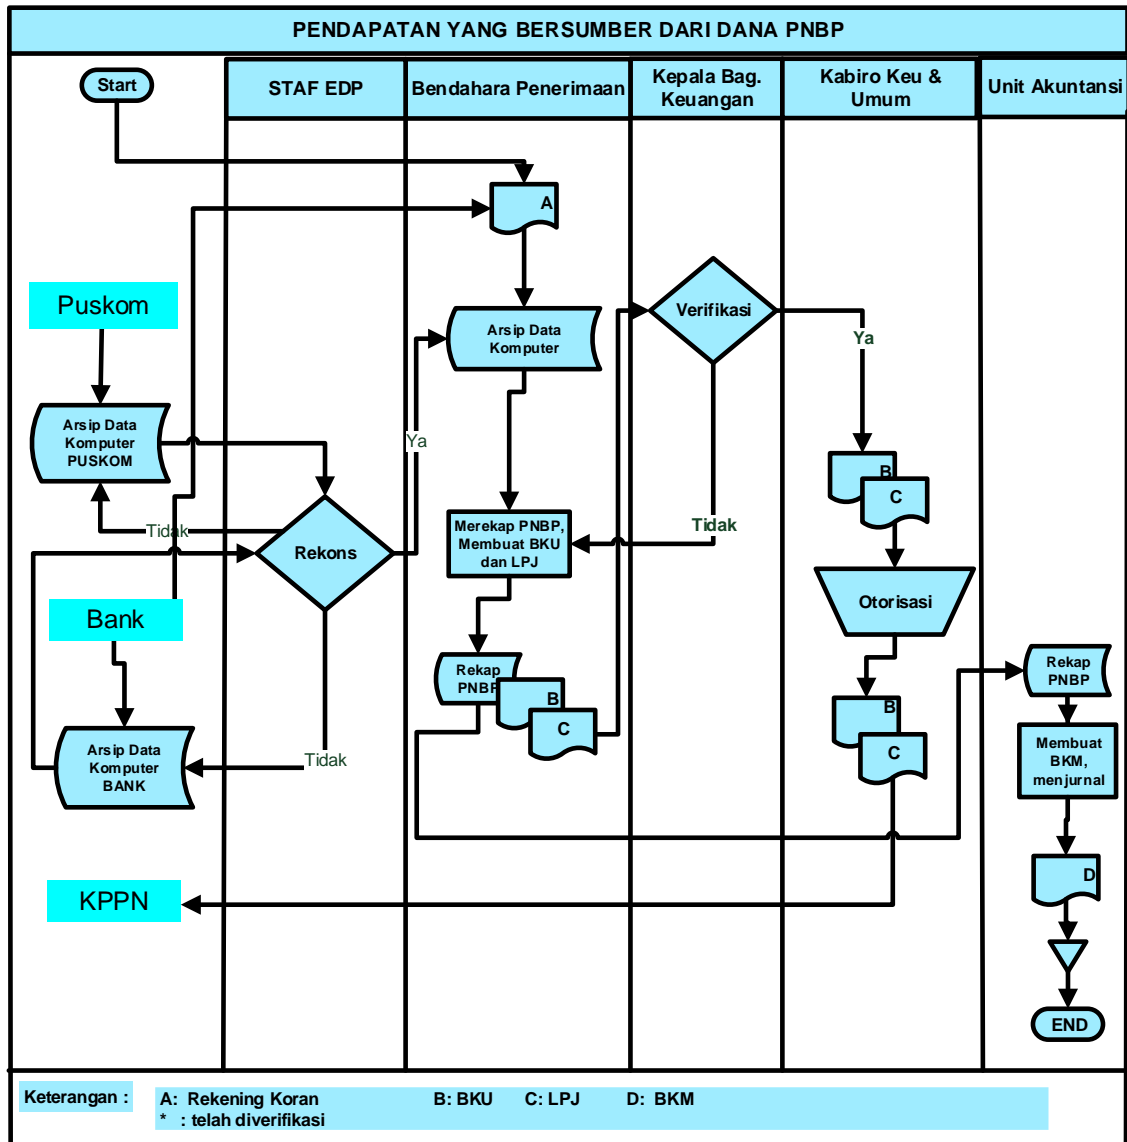 PENDAPATAN YANG BERSUMBER DARI DANA PNBP
Start
STAF EDP
Bendahara Penerimaan
Kepala Bag.
Keuangan
Kabiro Keu &
Umum
Unit Akuntansi
A
Puskom
Arsip Data
Komputer
Verifikasi
Ya
Arsip Data
Komputer
PUSKOM
Ya
B
C
Tidak
Rekons
Merekap PNBP,
Membuat BKU
dan LPJ
Tidak
Otorisasi
Bank
Rekap
PNBP
B
C
Rekap
PNBP
B
C
Arsip Data
Komputer
BANK
Tidak
Membuat
BKM,
menjurnal
D
KPPN
END
Keterangan :
A: Rekening Koran B: BKU C: LPJ D: BKM
* : telah diverifikasi